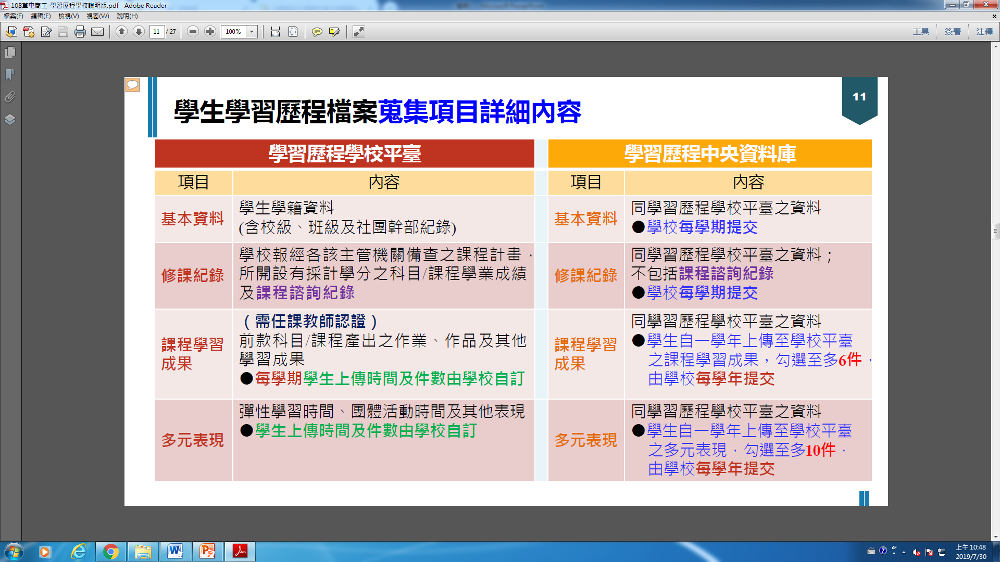 108草屯商工-學習歷程學校說明版.pdf - Adobe Reader
檔案(F) 編輯(E) 檢視(V) 視窗(W) 說明(H)
11 / 27 100% 工具 簽署 注釋
11
學生學習歷程檔案蒐集項目詳細內容
學習歷程學校平臺
項目 內容
基本資料
學生學籍資料
(含校級、班級及社團幹部紀錄)
修課紀錄
學校報經各該主管機關備查之課程計畫，
所開設有採計學分之科目/課程學業成績
及課程諮詢紀錄
課程學習
成果
（需任課教師認證）
前款科目/課程產出之作業、作品及其他
學習成果
●每學期學生上傳時間及件數由學校自訂
多元表現
彈性學習時間、團體活動時間及其他表現
●學生上傳時間及件數由學校自訂
學習歷程中央資料庫
項目 內容
基本資料
同學習歷程學校平臺之資料
●學校每學期提交
修課紀錄
同學習歷程學校平臺之資料；
不包括課程諮詢紀錄
●學校每學期提交
課程學習
成果
同學習歷程學校平臺之資料
●學生自一學年上傳至學校平臺
之課程學習成果，勾選至多6件，
由學校每學年提交
多元表現
同學習歷程學校平臺之資料
●學生自一學年上傳至學校平臺
之多元表現，勾選至多10件，
由學校每學年提交
上午 10:48
2019/7/30